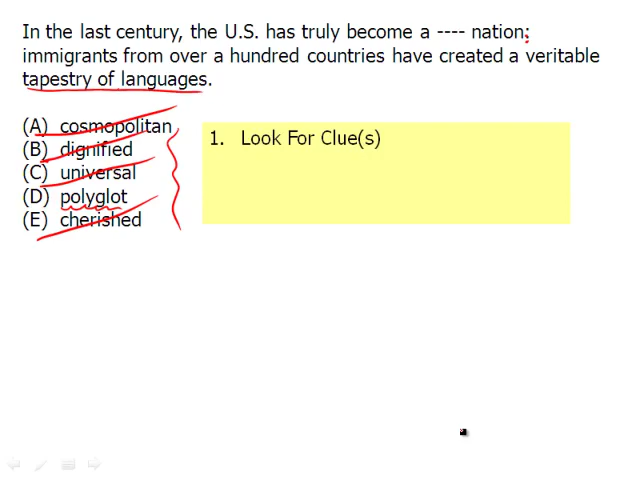 In the last century, the U.S. has truly become a ---- nation;
immigrants from over a hundred countries have created a veritable
tapestry of languages.
(A) cosmopolitan
(B) dignified
(C) universal
(D) polyglot
(E) cherished
1. Look For Clue(s)